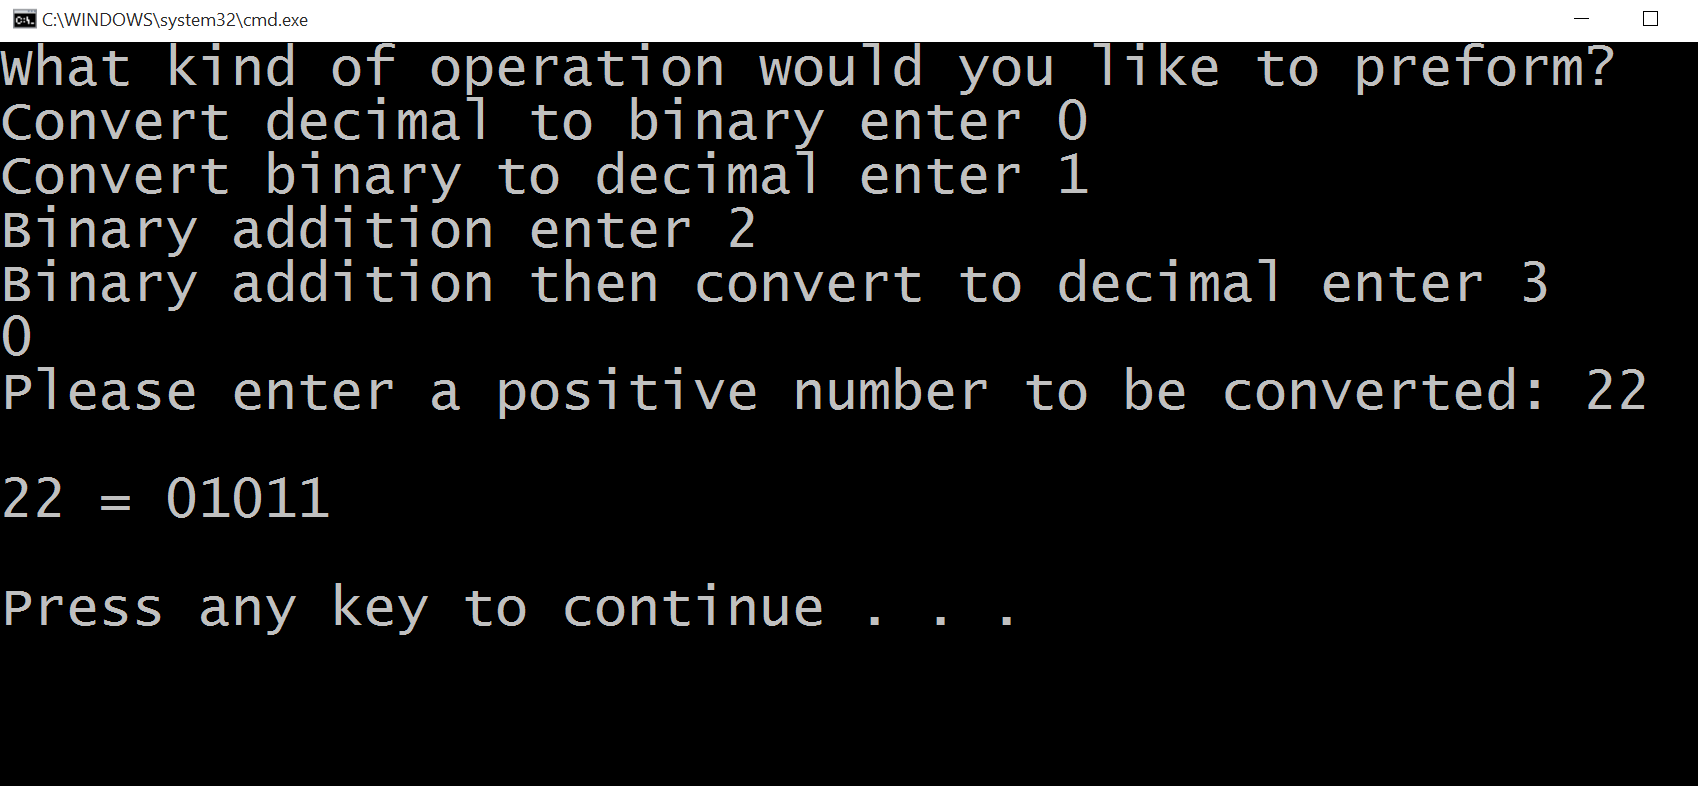 C:\WINDOWS\system32\cmd.exe
What kind of operation would you like to preform?
Convert decimal to binary enter 0
Convert binary to decimal enter 1
Binary addition enter 2
Binary addition then convert to decimal enter 3
0
Please enter a positive number to be converted: 22
22 = 01011
Press any key to continue . . .